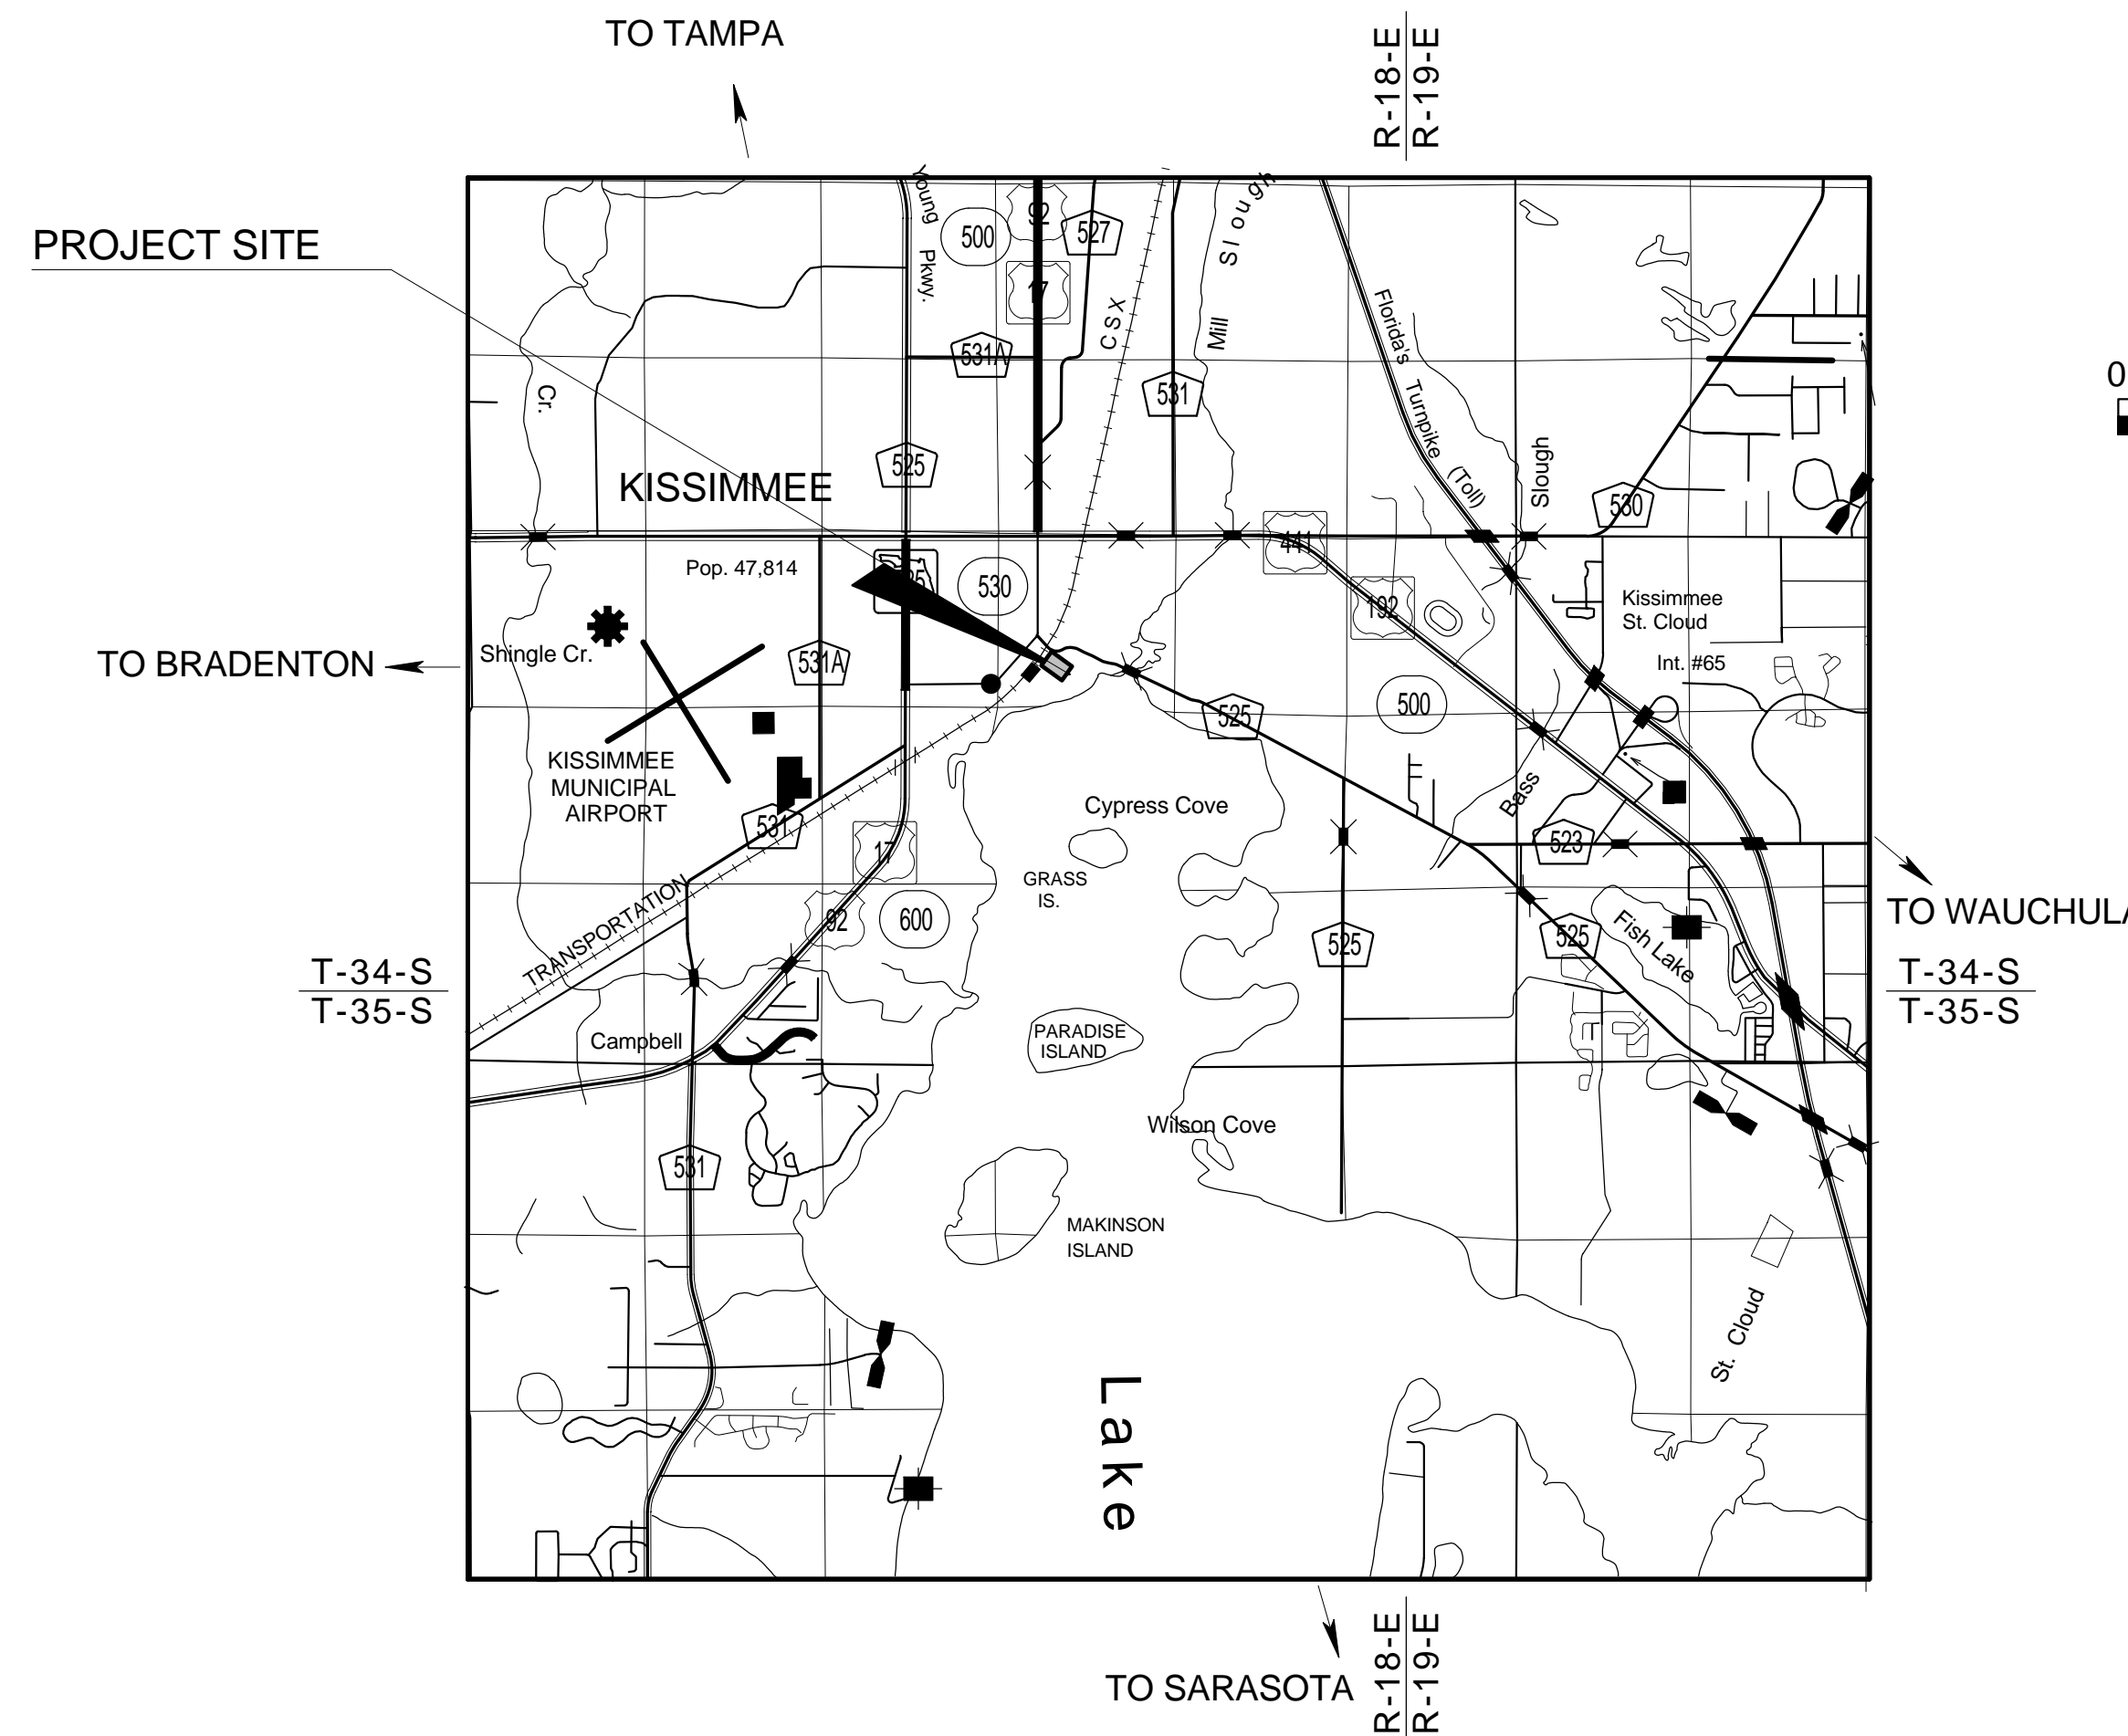 TO TAMPA
R-18-E
R-19-E
PROJECT SITE
Young Pkwy.
500
92
527
17
531A
CSX
Mill Slough
531
Florida's Turnpike (Toll)
0
Cr.
525
KISSIMMEE
Slough
530
441
Pop. 47,814
530
192
Kissimmee
St. Cloud
Int. #65
Shingle Cr.
TO BRADENTON
531A
525
500
KISSIMMEE
MUNICIPAL
AIRPORT
531
Cypress Cove
Bass
523
17
GRASS
IS.
92
600
TRANSPORTATION
525
525
Fish Lake
TO WAUCHULA
T-34-S
T-35-S
T-34-S
T-35-S
Campbell
PARADISE
ISLAND
Wilson Cove
531
MAKINSON
ISLAND
St. Cloud
Lake
TO SARASOTA
R-18-E
R-19-E